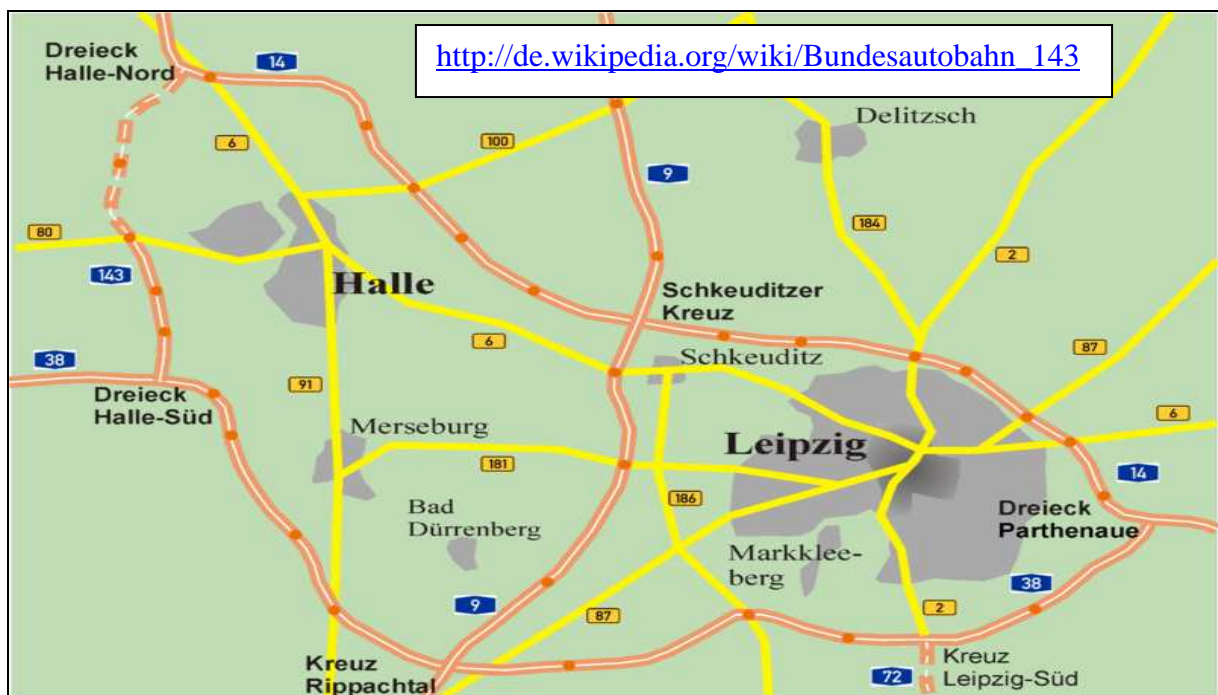 http://de.wikipedia.org/wiki/Bundesautobahn_143
Dreieck
Halle-Nord
14
Delitzsch
6
100
9
184
80
2
143
Halle
Schkeuditzer
Kreuz
6
38
Schkeuditz
87
91
Dreieck
Halle-Süd
Merseburg
6
Leipzig
181
14
186
Bad
Dürrenberg
Dreieck
Parthenaue
Markklee-
berg
38
9
87
2
Kreuz
Rippachtal
72
Kreuz
Leipzig-Süd